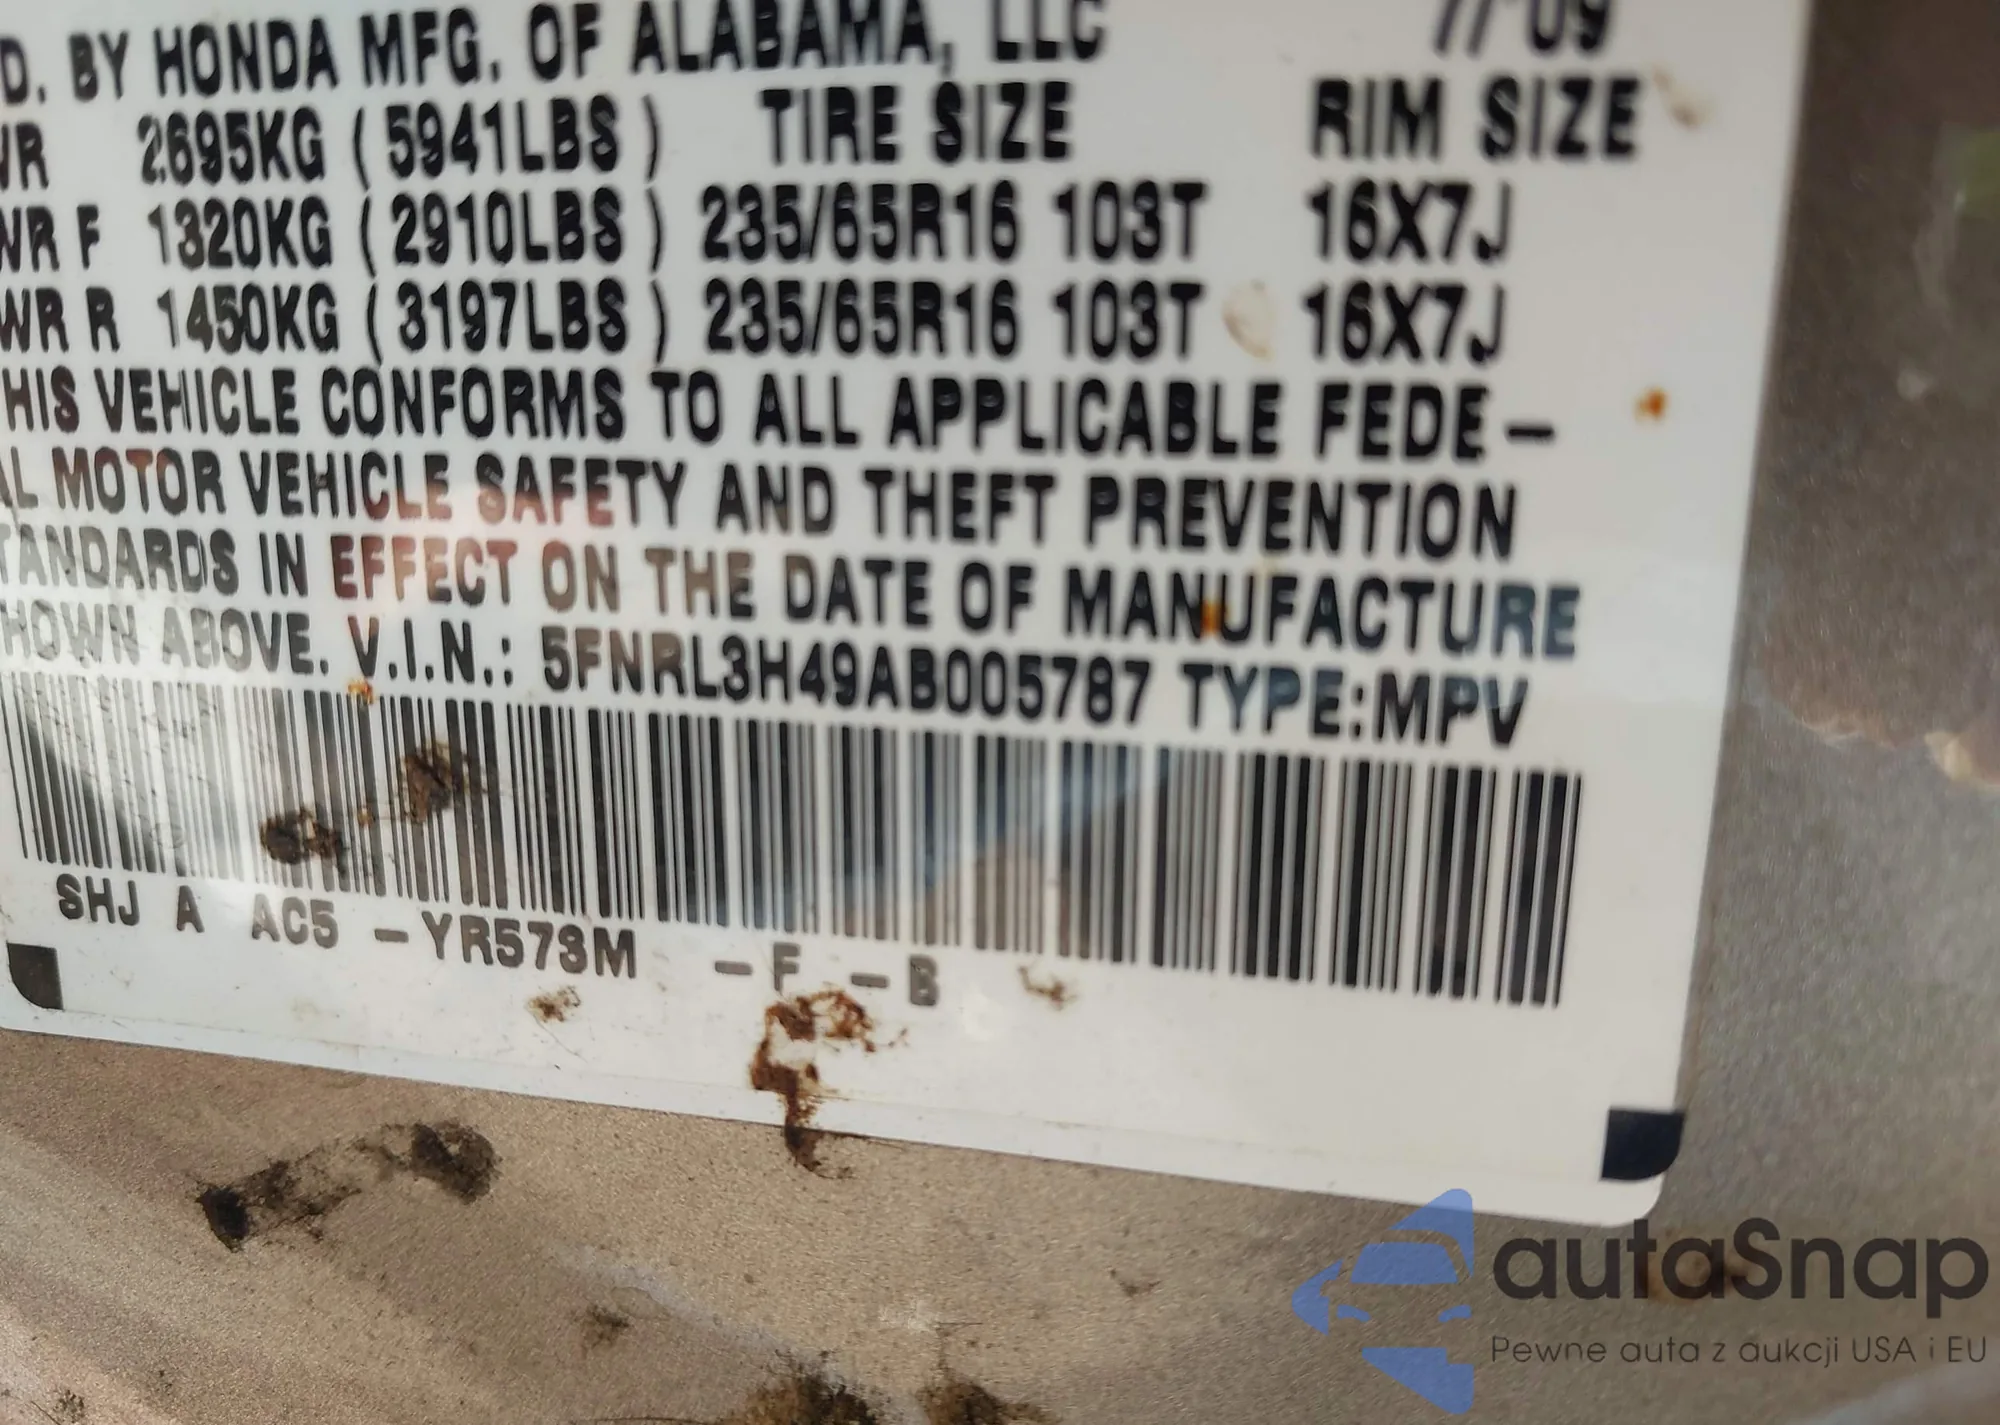 D. BY HONDA MFG. OF ALABAMA, LLC 7/'09
VR 2695KG (5941LBS) TIRE SIZE RIM SIZE
WR F 1320KG (2910LBS) 235/65R16 103T 16X7J
WR R 1450KG (3197LBS) 235/65R16 103T 16X7J
HIS VEHICLE CONFORMS TO ALL APPLICABLE FEDE-
AL MOTOR VEHICLE SAFETY AND THEFT PREVENTION
TANDARDS IN EFFECT ON THE DATE OF MANUFACTURE
HOWN ABOVE. V.I.N.: 5FNRL3H49AB005787 TYPE:MPV
SHJ A AC5 -YR573M -F -B
autaSnap
Pewne auta z aukcji USA i EU